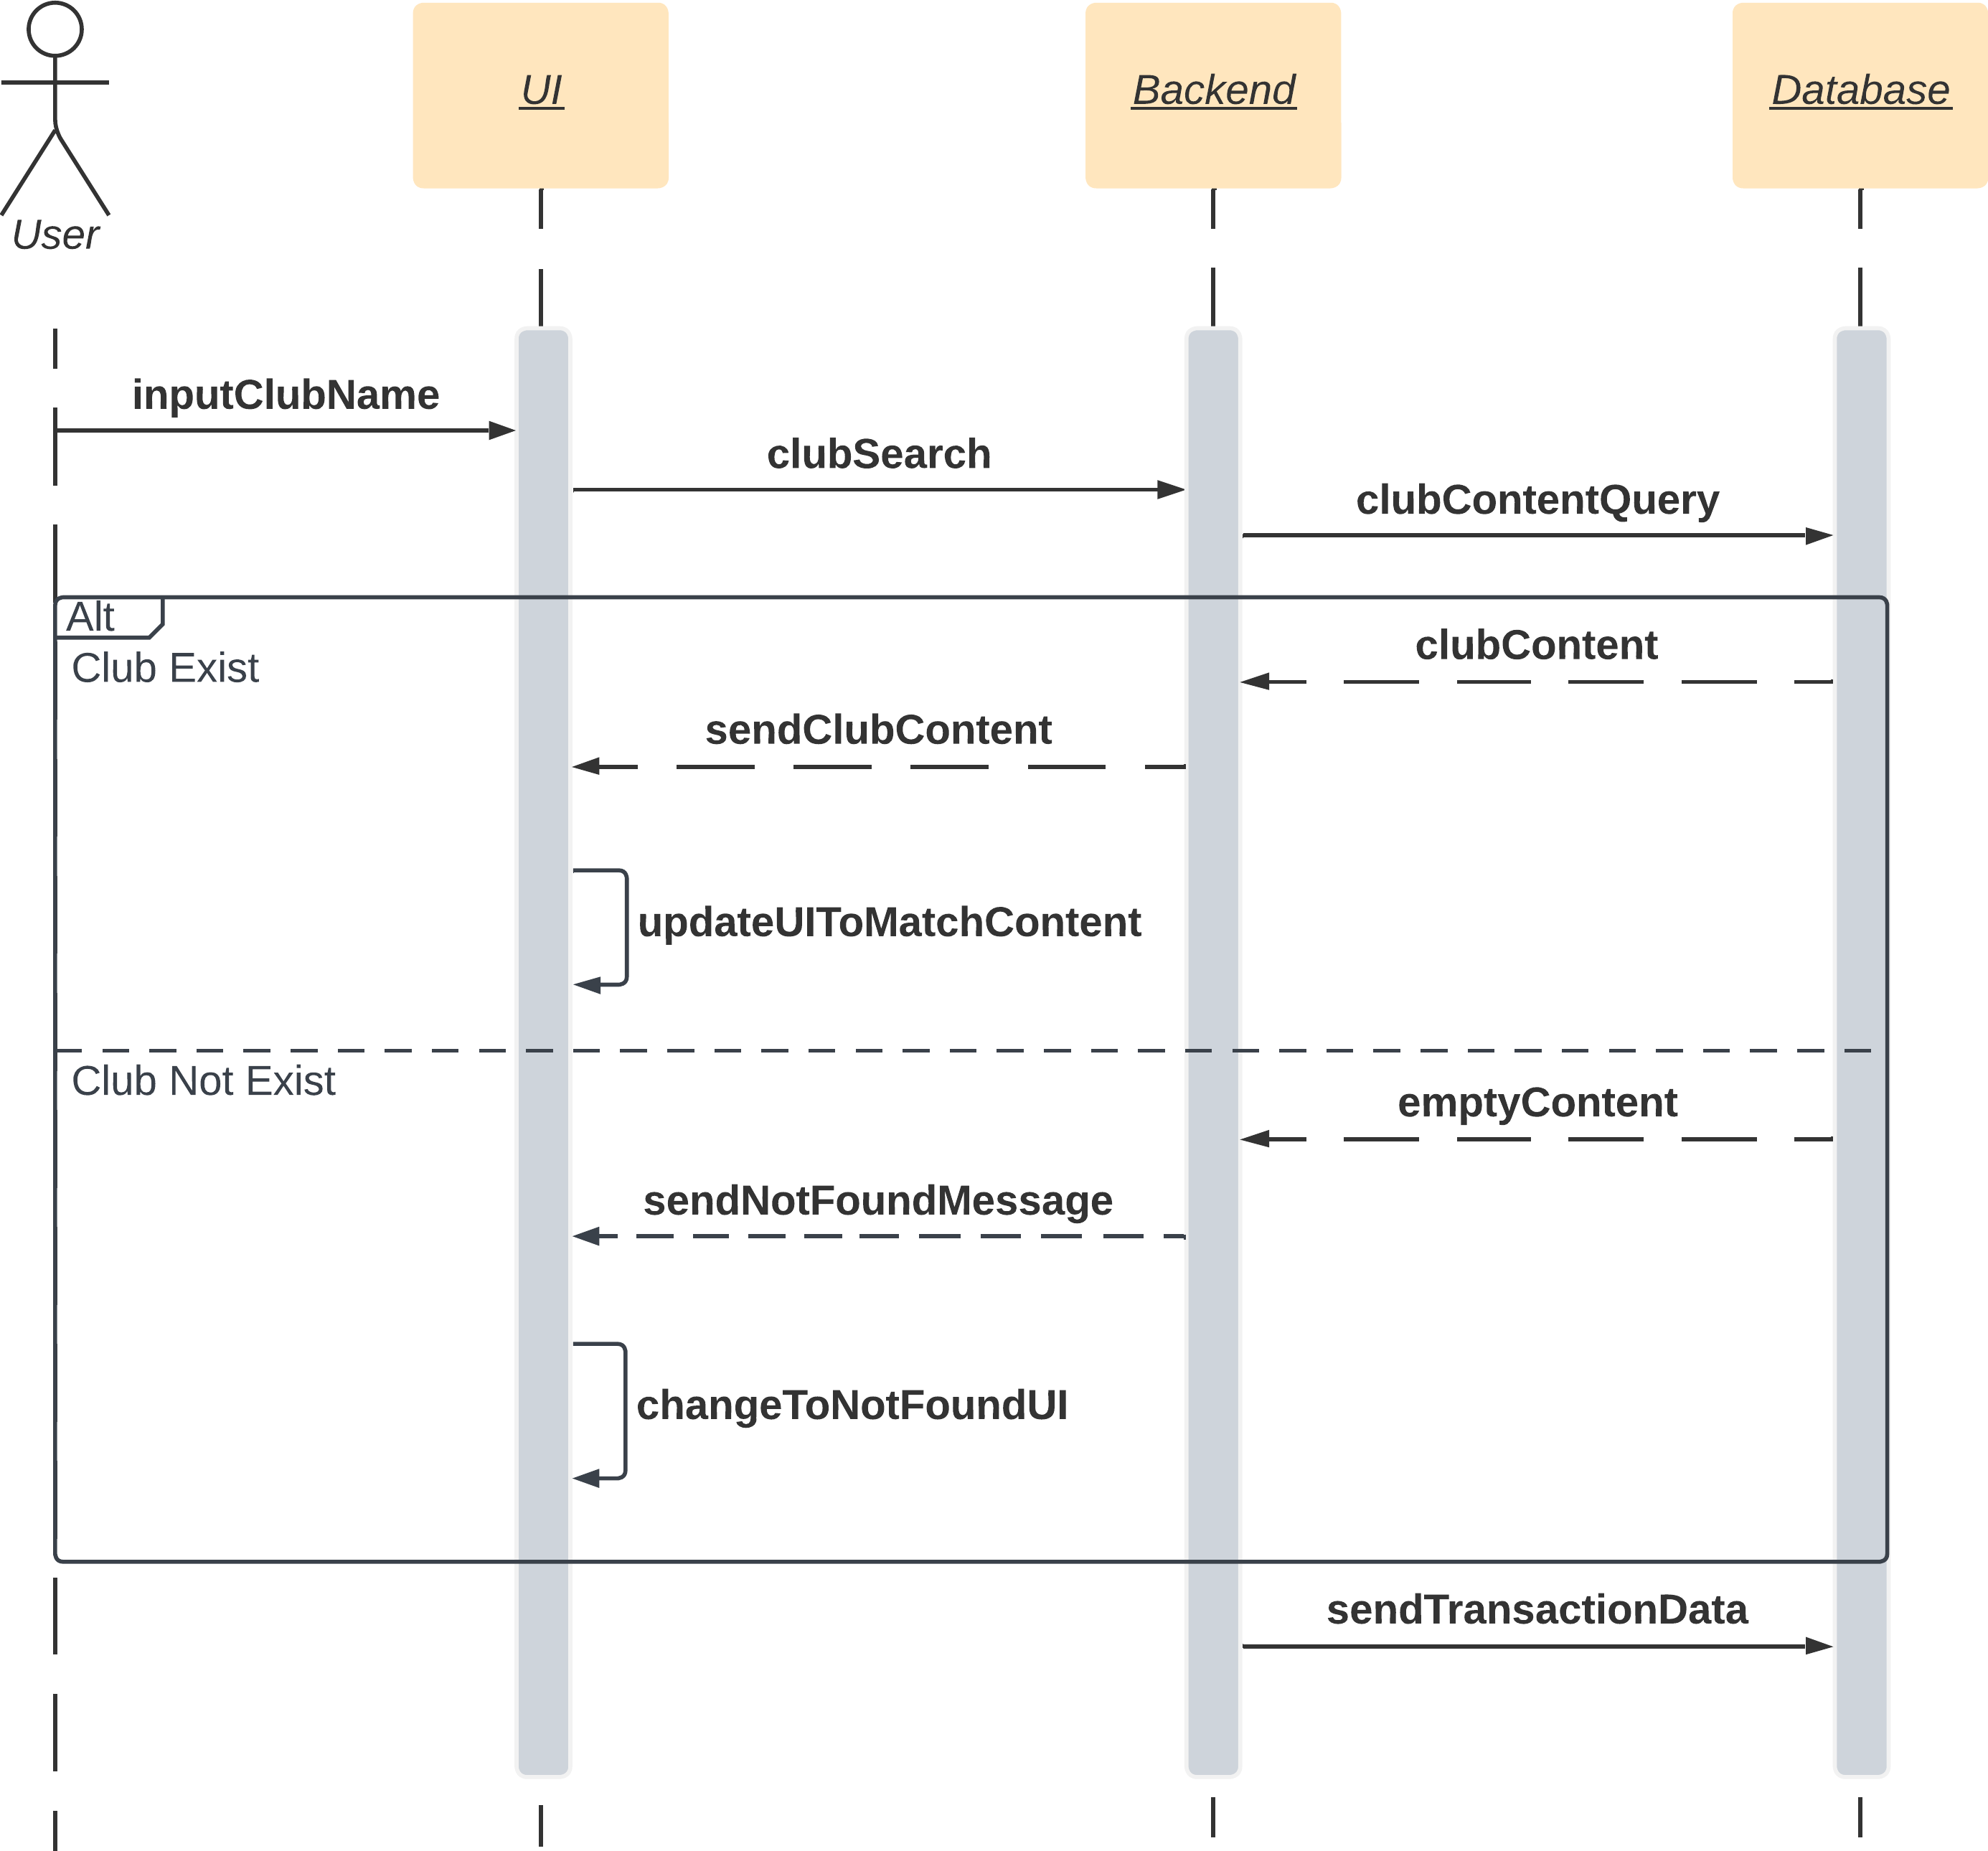 UI
Backend
Database
User
inputClubName
clubSearch
clubContentQuery
Alt
Club Exist
clubContent
sendClubContent
updateUIToMatchContent
Club Not Exist
emptyContent
sendNotFoundMessage
changeToNotFoundUI
sendTransactionData